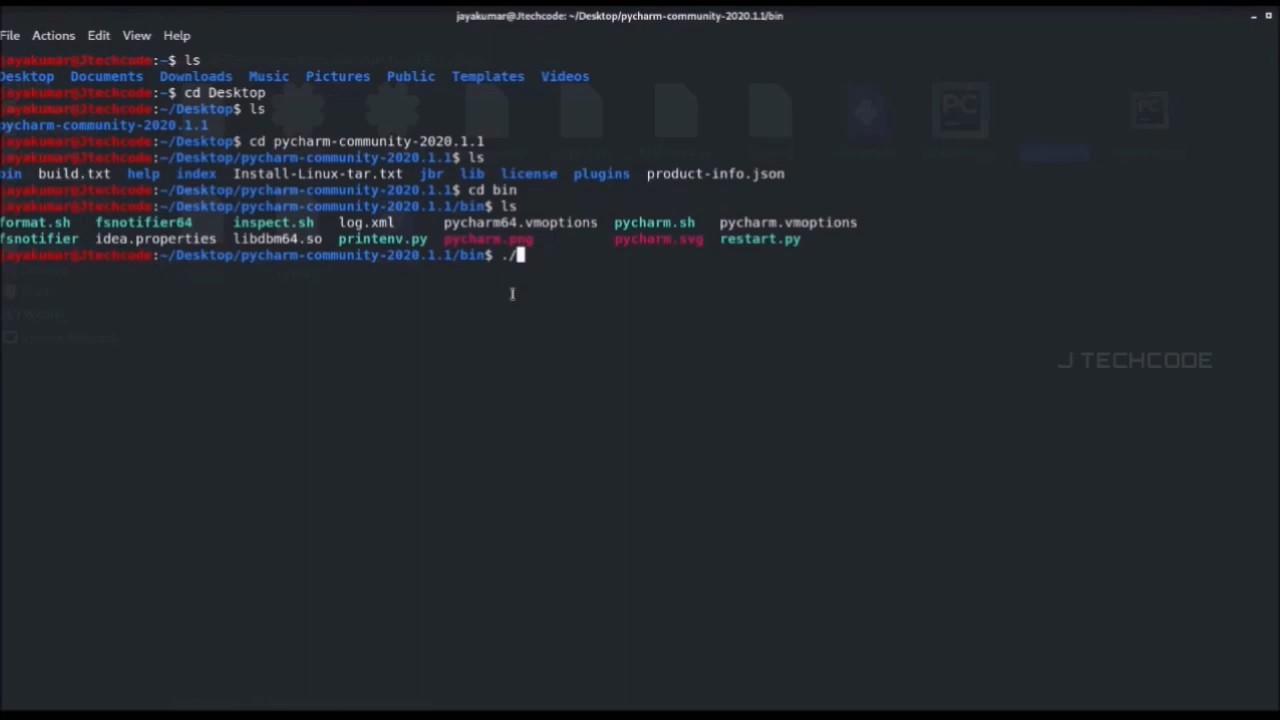 jayakumar@Jtechcode: ~/Desktop/pycharm-community-2020.1.1/bin
File Actions Edit View Help
jayakumar@Jtechcode:~$ ls
Desktop Documents Downloads Music Pictures Public Templates Videos
jayakumar@Jtechcode:~$ cd Desktop
jayakumar@Jtechcode:~/Desktop$ ls
pycharm-community-2020.1.1
jayakumar@Jtechcode:~/Desktop$ cd pycharm-community-2020.1.1
jayakumar@Jtechcode:~/Desktop/pycharm-community-2020.1.1$ ls
bin build.txt help index Install-Linux-tar.txt jbr lib license plugins product-info.json
jayakumar@Jtechcode:~/Desktop/pycharm-community-2020.1.1$ cd bin
jayakumar@Jtechcode:~/Desktop/pycharm-community-2020.1.1/bin$ ls
format.sh fsnotifier64 inspect.sh log.xml pycharm64.vmoptions pycharm.sh pycharm.vmoptions
fsnotifier idea.properties libdbm64.so printenv.py pycharm.png pycharm.svg restart.py
jayakumar@Jtechcode:~/Desktop/pycharm-community-2020.1.1/bin$ ./
PC
PC
J TECHCODE